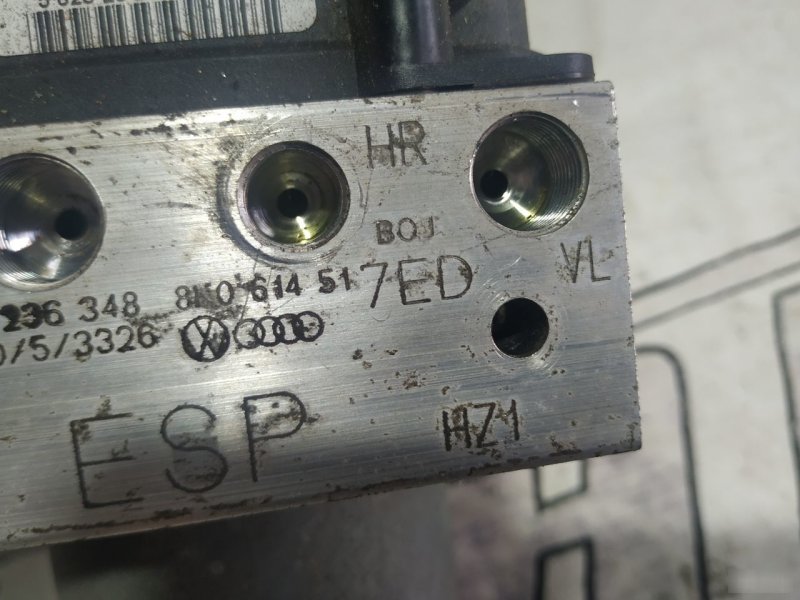 HR
BOJ
VL
236 348 8K0 614 517ED
0/5/3326
ESP
HZ1